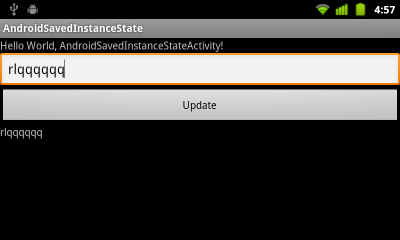 4:57
AndroidSavedInstanceState
Hello World, AndroidSavedInstanceStateActivity!
rlqqqqqq
Update
rlqqqqqq